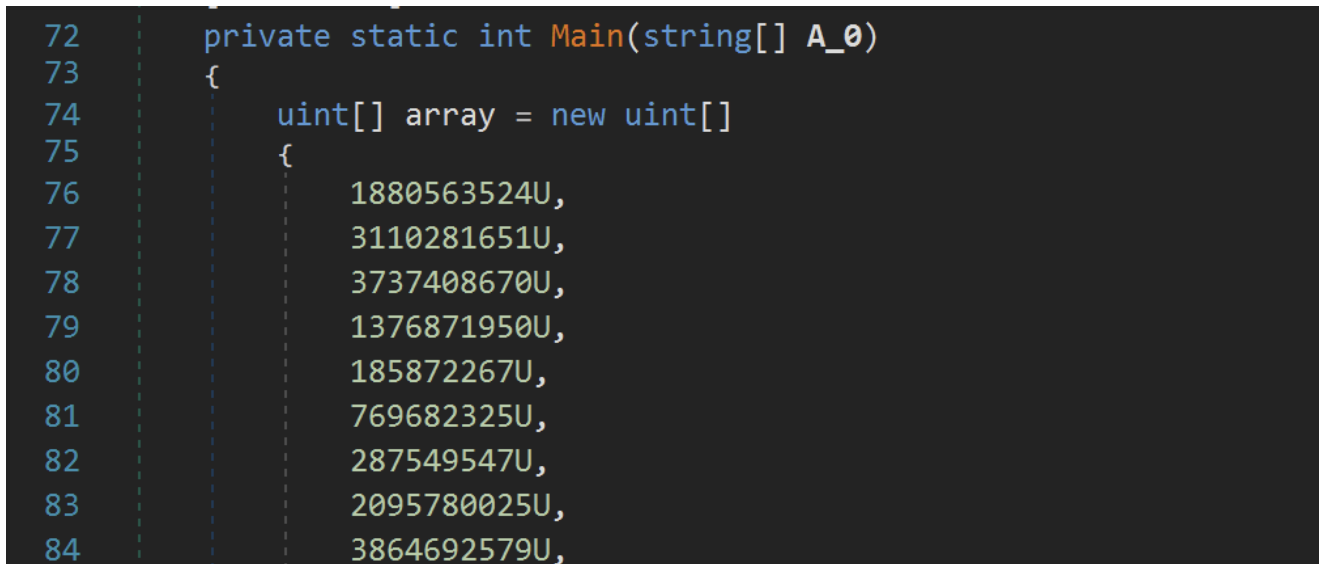 72 private static int Main(string[] A_0)
73 {
74 uint[] array = new uint[]
75 {
76 1880563524U,
77 3110281651U,
78 3737408670U,
79 1376871950U,
80 185872267U,
81 769682325U,
82 287549547U,
83 2095780025U,
84 3864692579U,